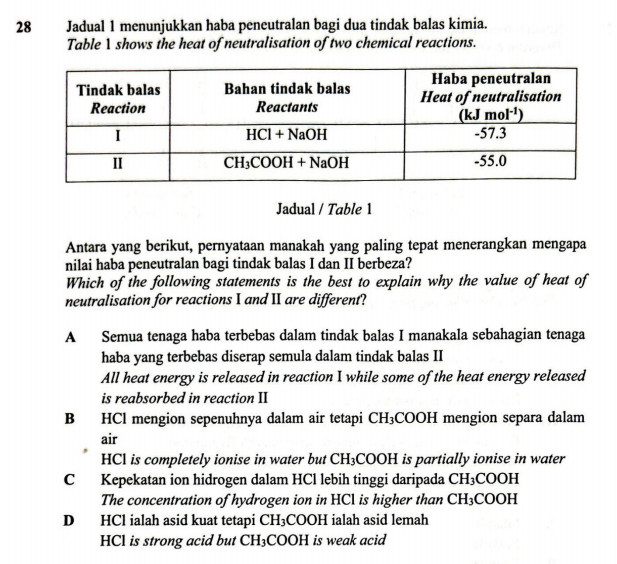 28 Jadual 1 menunjukkan haba peneutralan bagi dua tindak balas kimia.
Table 1 shows the heat of neutralisation of two chemical reactions.
Tindak balas
Reaction
Bahan tindak balas
Reactants
Haba peneutralan
Heat of neutralisation
(kJ mol⁻¹)
I HCl + NaOH -57.3
II CH₃COOH + NaOH -55.0
Jadual / Table 1
Antara yang berikut, pernyataan manakah yang paling tepat menerangkan mengapa
nilai haba peneutralan bagi tindak balas I dan II berbeza?
Which of the following statements is the best to explain why the value of heat of
neutralisation for reactions I and II are different?
A Semua tenaga haba terbebas dalam tindak balas I manakala sebahagian tenaga
haba yang terbebas diserap semula dalam tindak balas II
All heat energy is released in reaction I while some of the heat energy released
is reabsorbed in reaction II
B HCl mengion sepenuhnya dalam air tetapi CH₃COOH mengion separa dalam
air
HCl is completely ionise in water but CH₃COOH is partially ionise in water
C Kepekatan ion hidrogen dalam HCl lebih tinggi daripada CH₃COOH
The concentration of hydrogen ion in HCl is higher than CH₃COOH
D HCl ialah asid kuat tetapi CH₃COOH ialah asid lemah
HCl is strong acid but CH₃COOH is weak acid